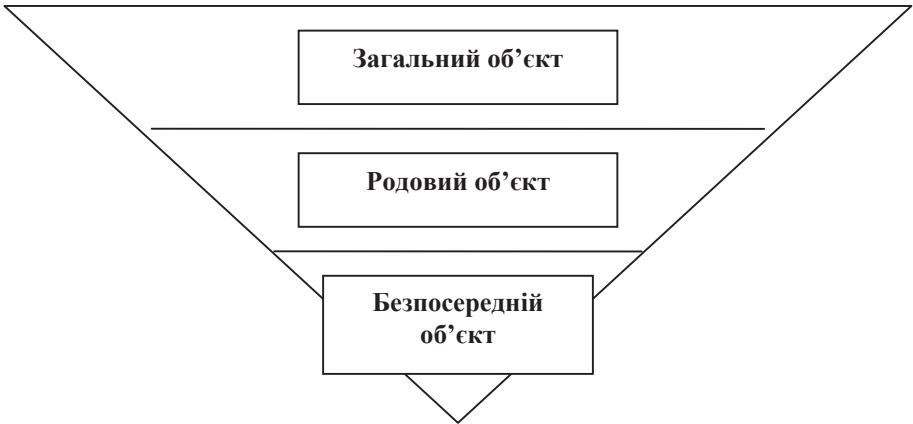 Загальний об’єкт
Родовий об’єкт
Безпосередній
об’єкт